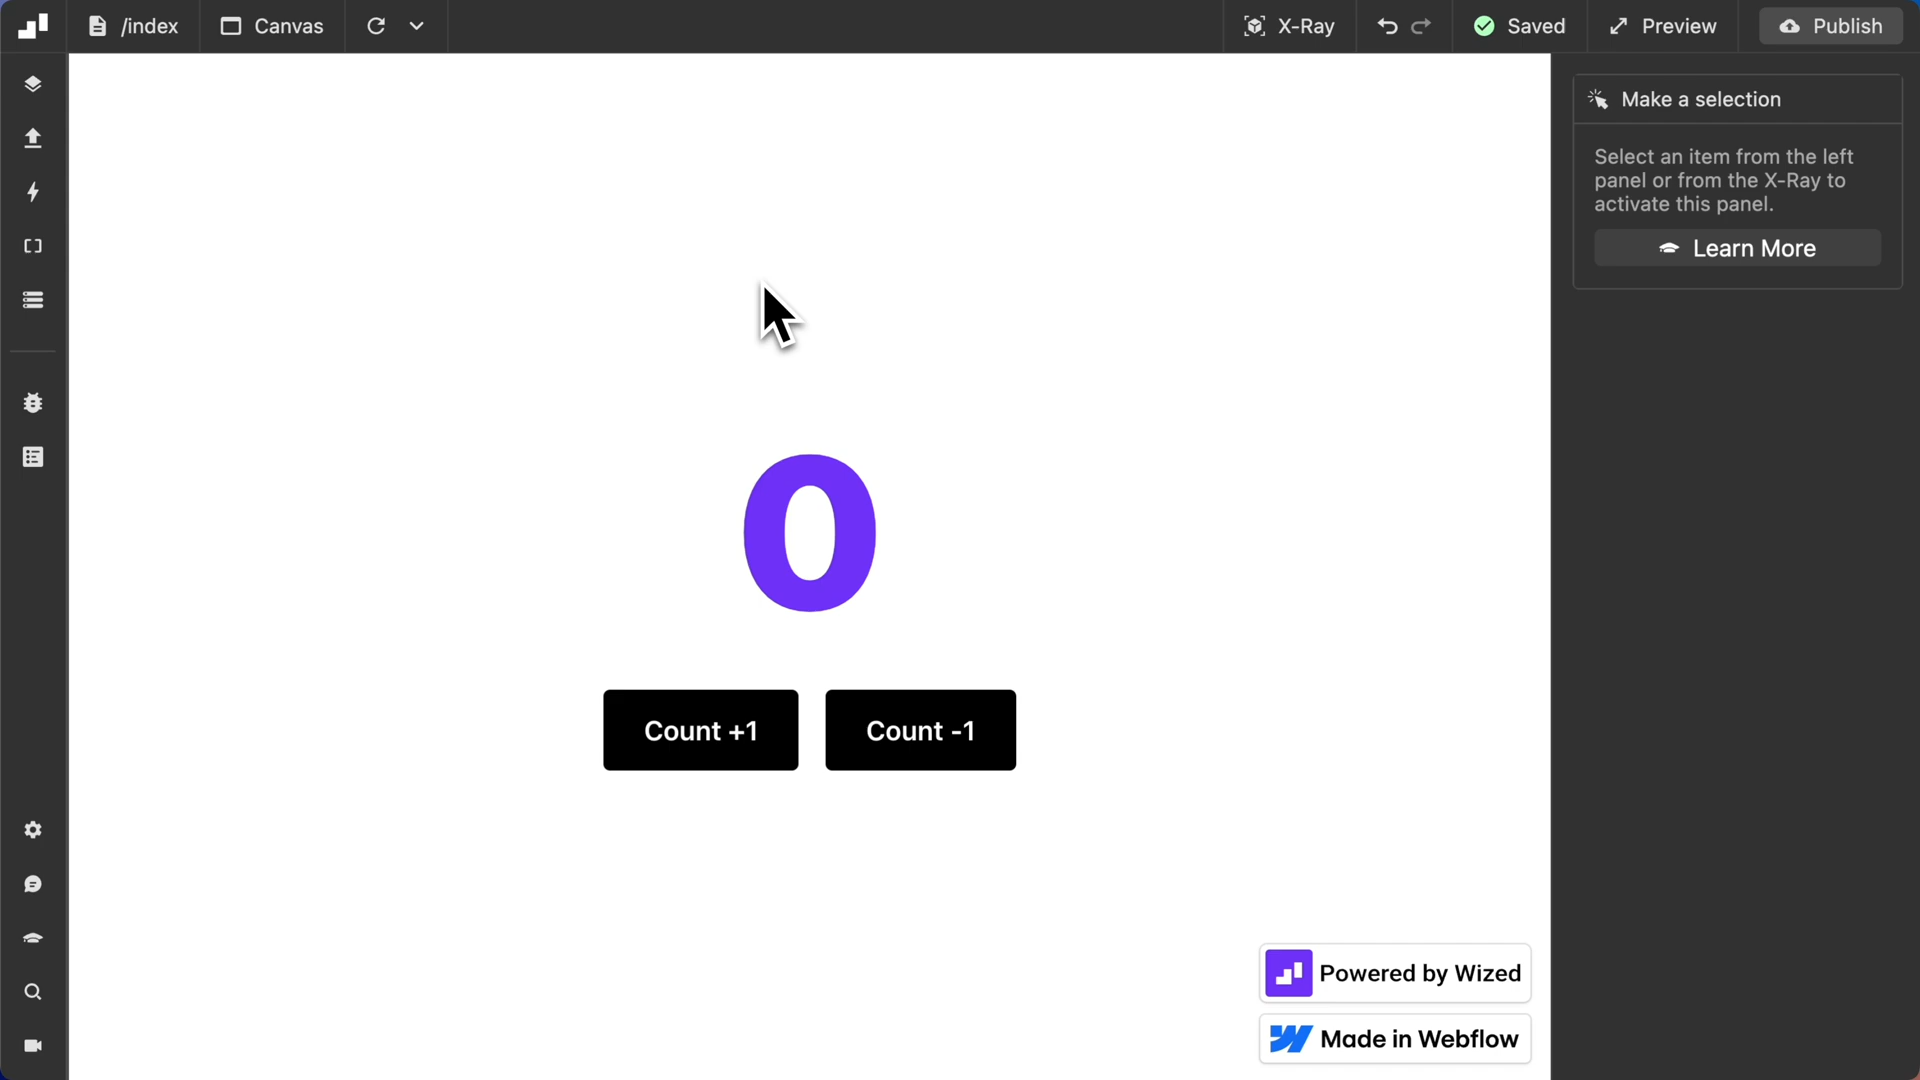 /index
Canvas
X-Ray
Saved
Preview
Publish
Make a selection
Select an item from the left
panel or from the X-Ray to
activate this panel.
Learn More
0
Count +1
Count -1
Powered by Wized
Made in Webflow